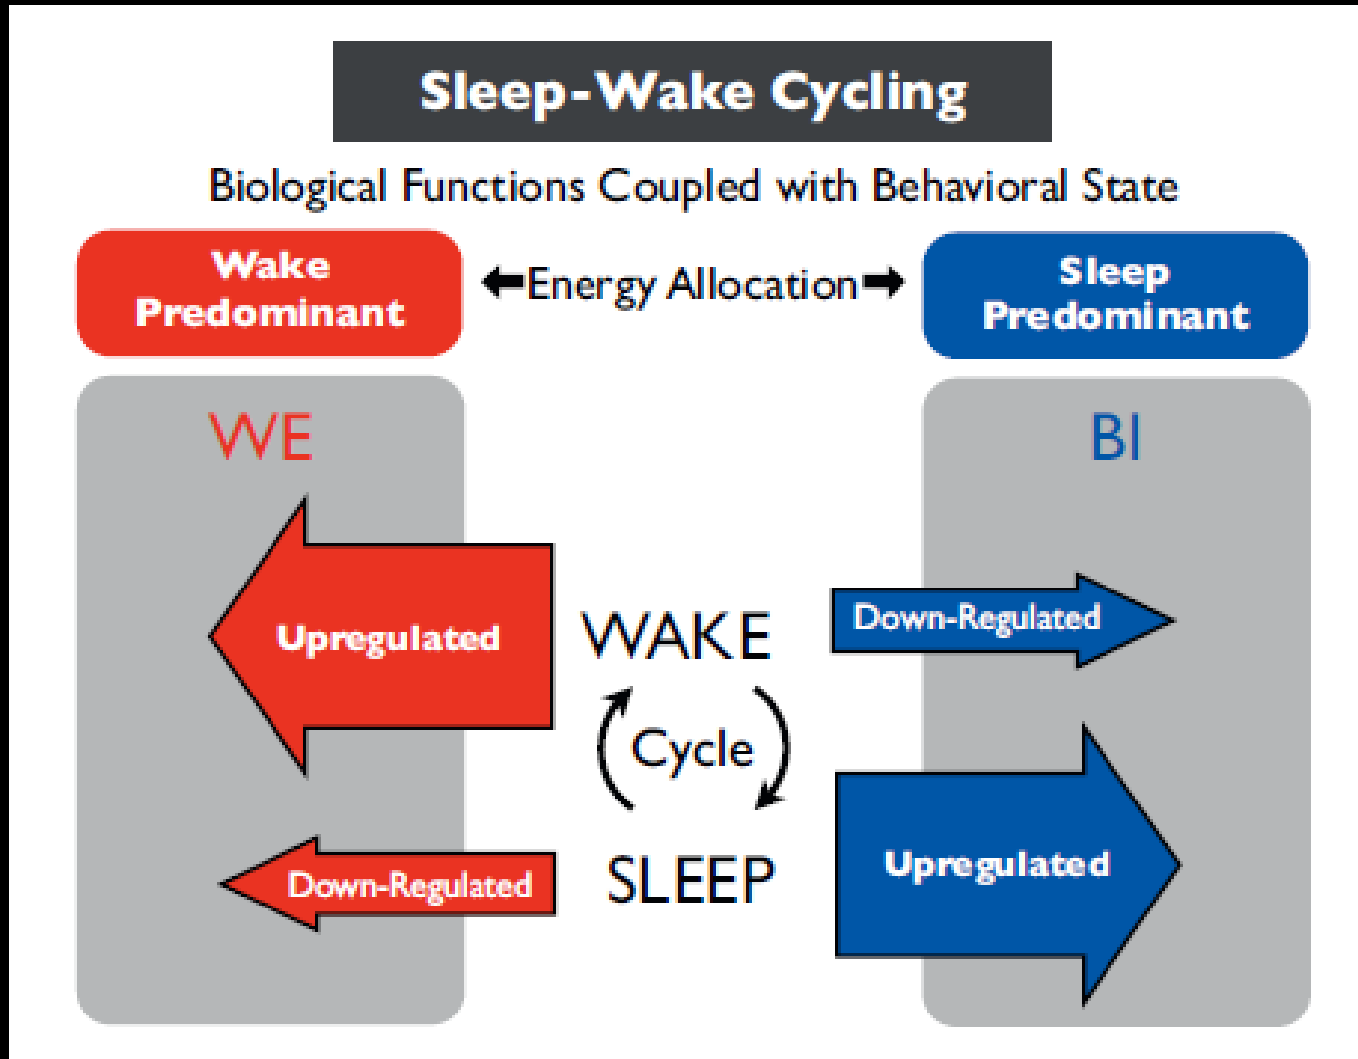 Sleep-Wake Cycling
Biological Functions Coupled with Behavioral State
Wake
Predominant
Energy Allocation
Sleep
Predominant
WE
BI
Upregulated
WAKE
Down-Regulated
Cycle
Down-Regulated
SLEEP
Upregulated